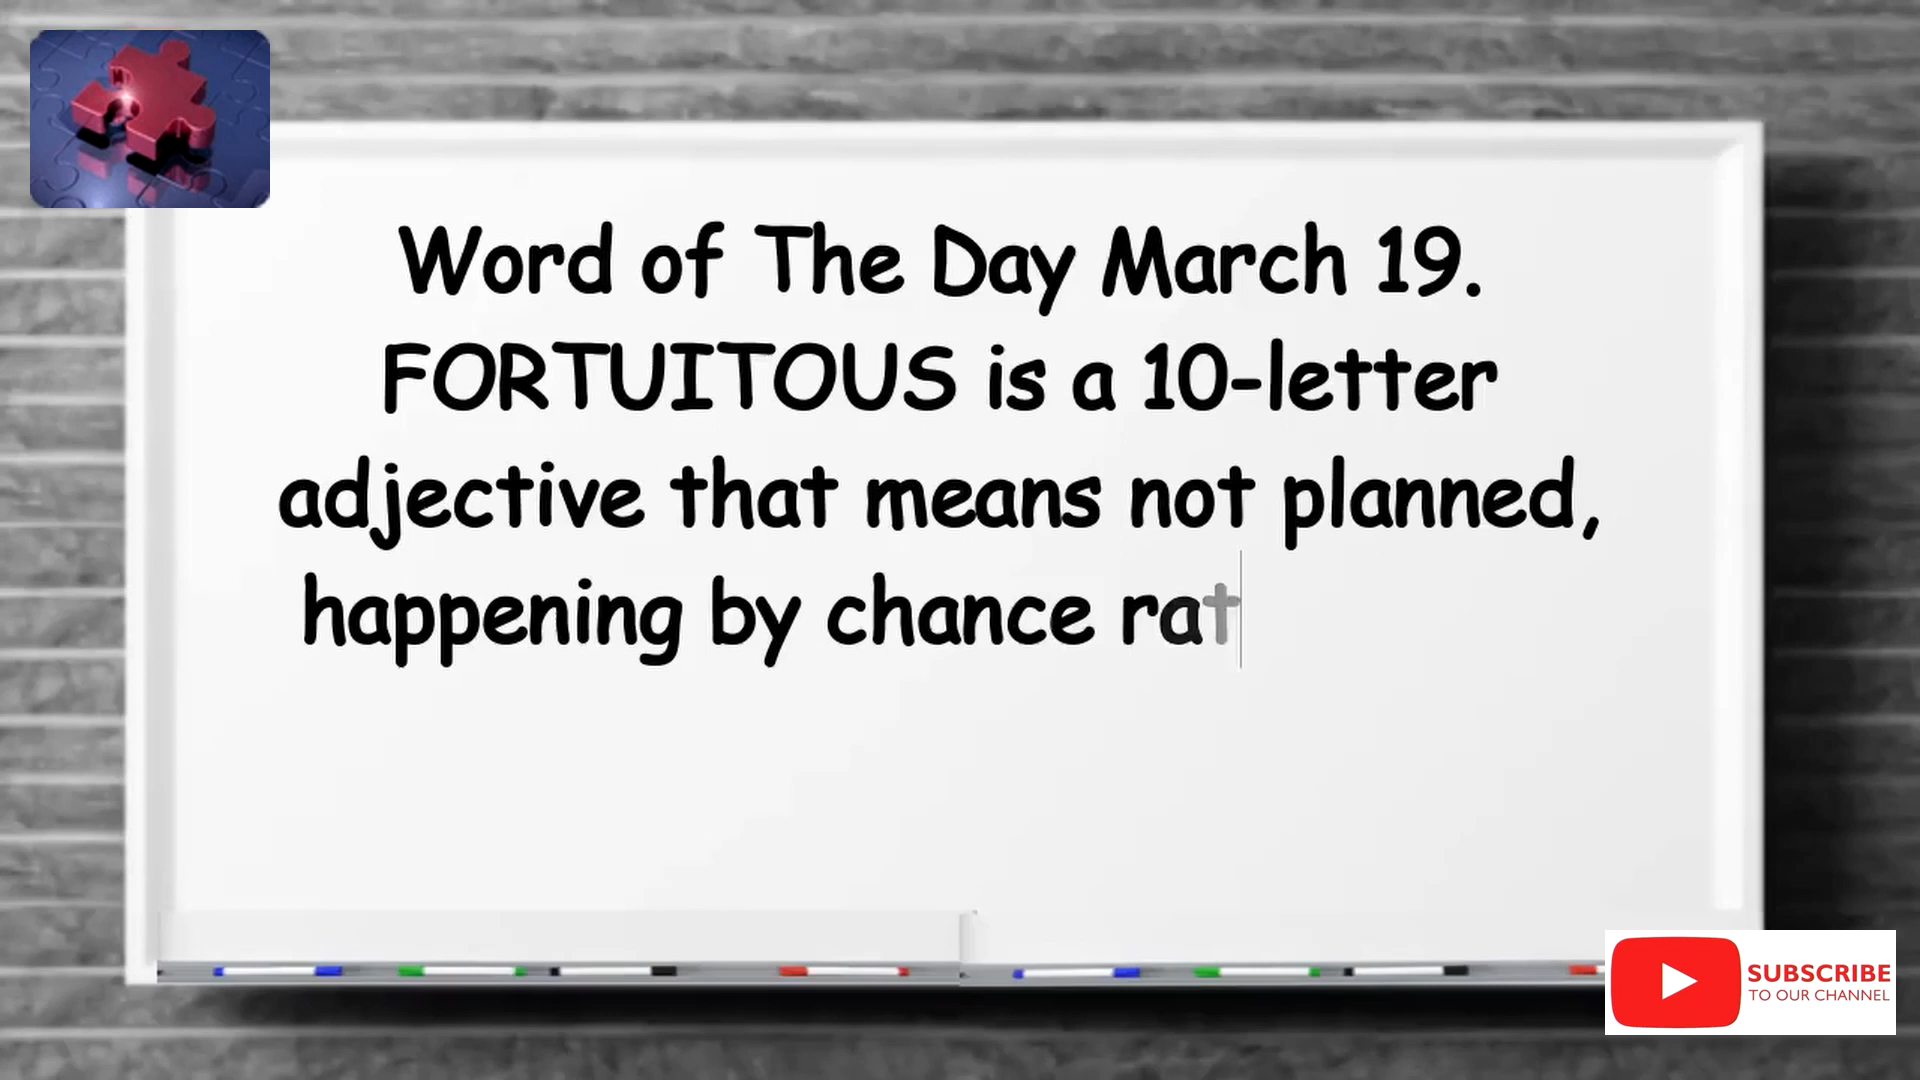 Word of The Day March 19.
FORTUITOUS is a 10-letter
adjective that means not planned,
happening by chance rat
SUBSCRIBE
TO OUR CHANNEL